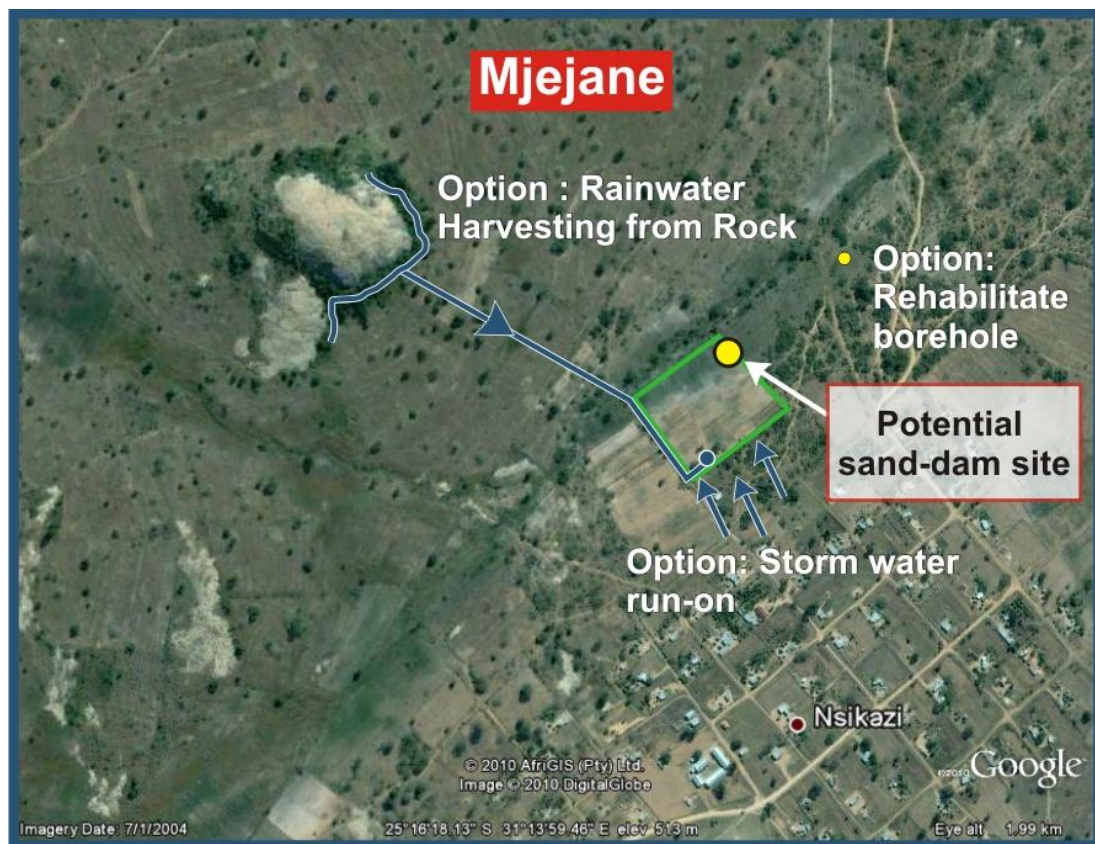 Mjejane
Option : Rainwater
Harvesting from Rock
Option:
Rehabilitate
borehole
Potential
sand-dam site
Option: Storm water
run-on
Nsikazi
© 2010 AfriGIS (Pty) Ltd.
Image © 2010 DigitalGlobe
©2010 Google
Imagery Date: 7/1/2004
25°16'18.13" S 31°13'59.46" E elev 513 m
Eye alt 1.99 km